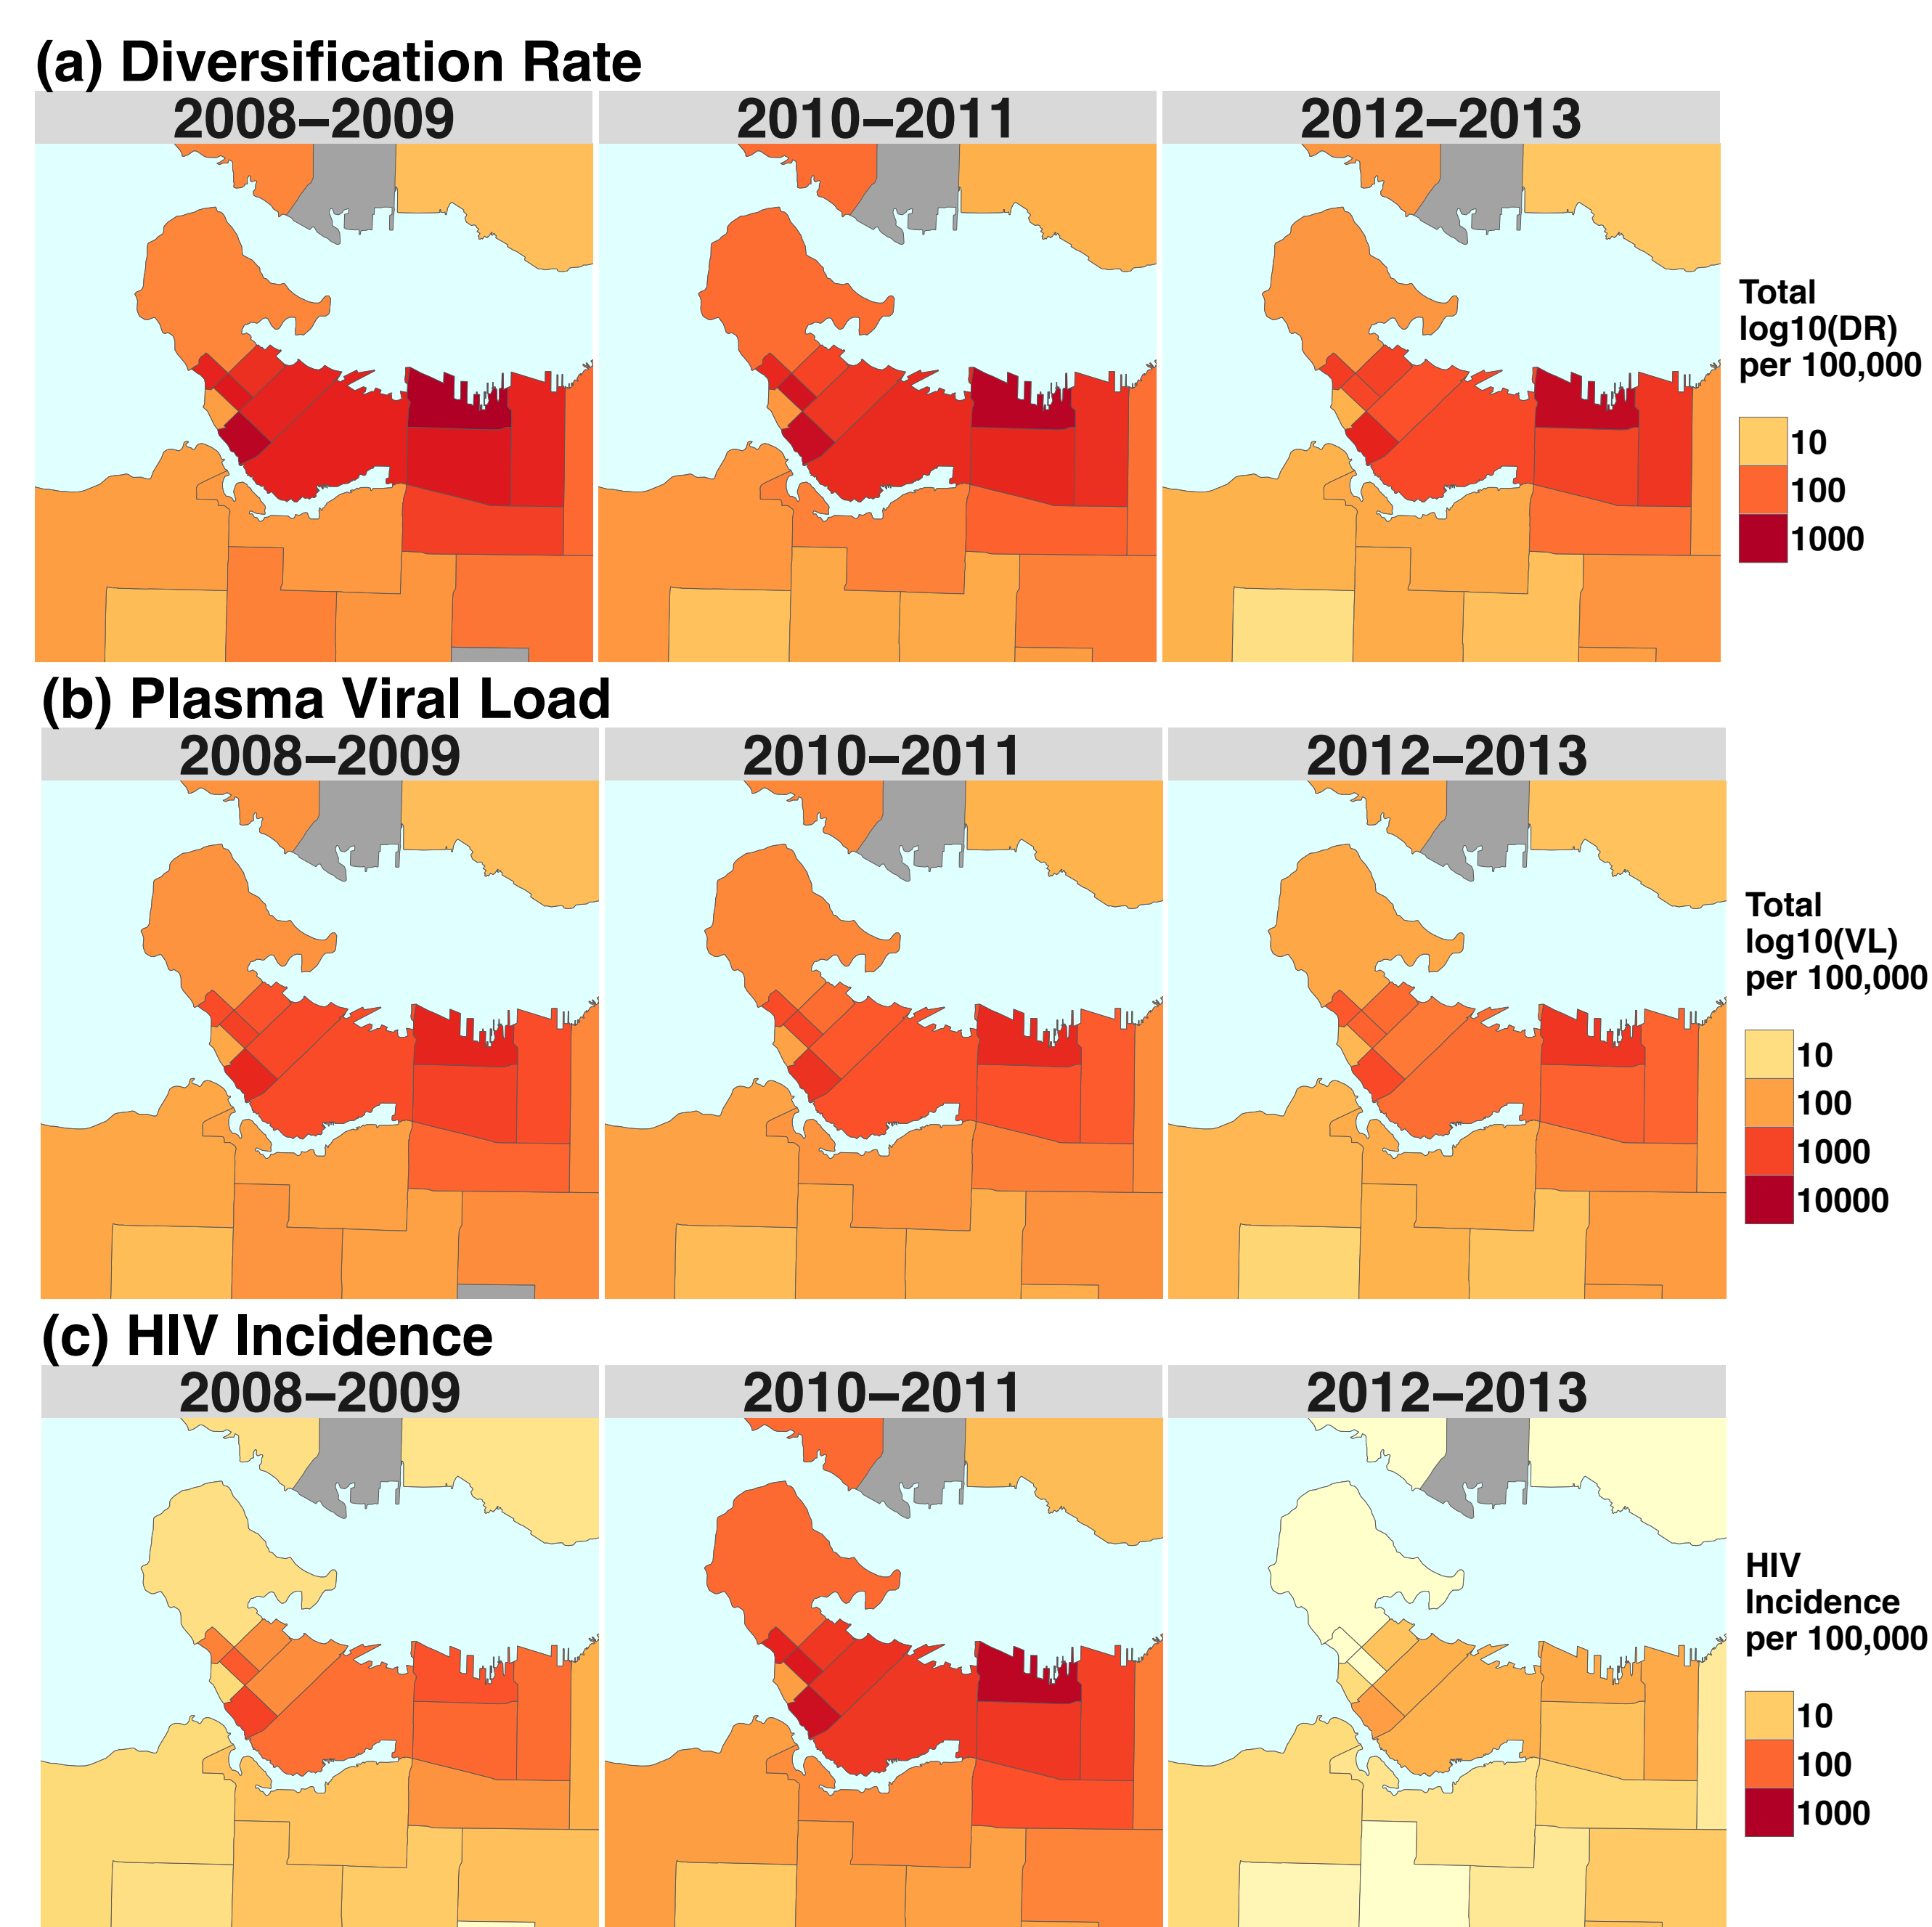 (a) Diversification Rate
2008–2009
2010–2011
2012–2013
Total
log10(DR)
per 100,000
10
100
1000
(b) Plasma Viral Load
2008–2009
2010–2011
2012–2013
Total
log10(VL)
per 100,000
10
100
1000
10000
(c) HIV Incidence
2008–2009
2010–2011
2012–2013
HIV
Incidence
per 100,000
10
100
1000